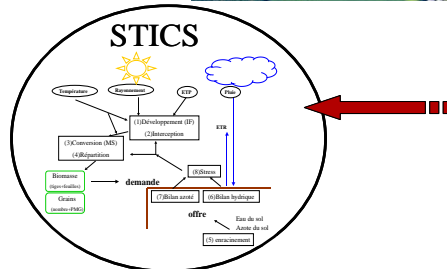 STICS
Température
Rayonnement
ETP
Pluie
(1)Développement (IF)
(2)Interception
ETR
(3)Conversion (MS)
(4)Répartition
(8)Stress
Biomasse
(tiges+feuilles)
demande
Grains
(nombre+PMG)
(7)Bilan azoté
(6)Bilan hydrique
offre
Eau du sol
Azote du sol
(5) enracinement